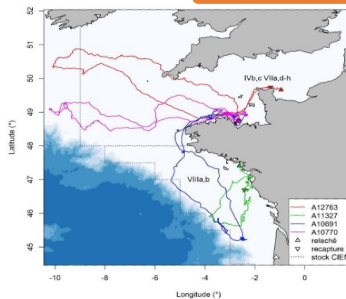 52
51
50
49
48
47
46
45
Latitude (°)
IVb,c VIIa,d-h
VIIIa,b
A12763
A11327
A10691
A10770
relaché
recapture
stock CIEM
-10 -8 -6 -4 -2 0
Longitude (°)